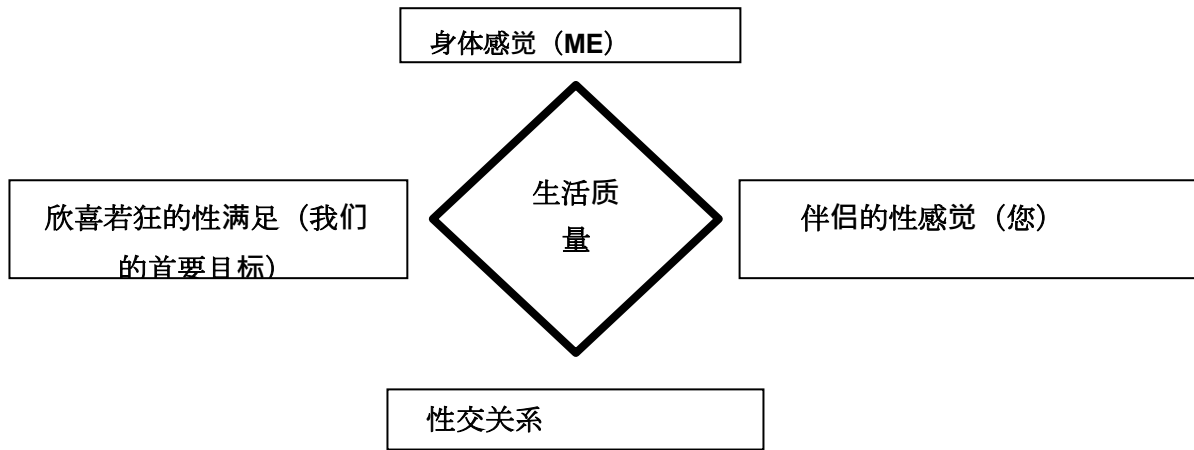 身体感觉（ME）
欣喜若狂的性满足（我们
的首要目标）
生活质
量
伴侣的性感觉（您）
性交关系